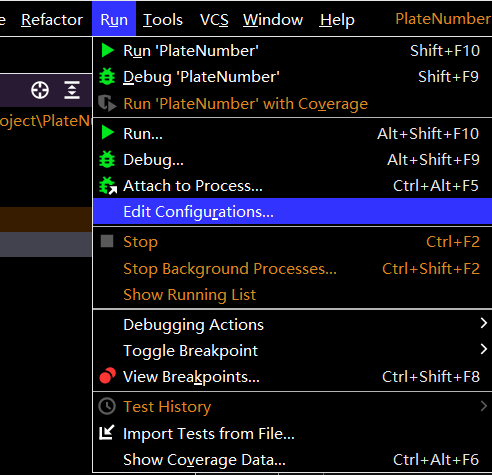 e Refactor Run Tools VCS Window Help PlateNumber
Run 'PlateNumber' Shift+F10
Debug 'PlateNumber' Shift+F9
Run 'PlateNumber' with Coverage
oject\PlateNu
Run... Alt+Shift+F10
Debug... Alt+Shift+F9
Attach to Process... Ctrl+Alt+F5
Edit Configurations...
Stop Ctrl+F2
Stop Background Processes... Ctrl+Shift+F2
Show Running List
Debugging Actions
Toggle Breakpoint
View Breakpoints... Ctrl+Shift+F8
Test History
Import Tests from File...
Show Coverage Data... Ctrl+Alt+F6